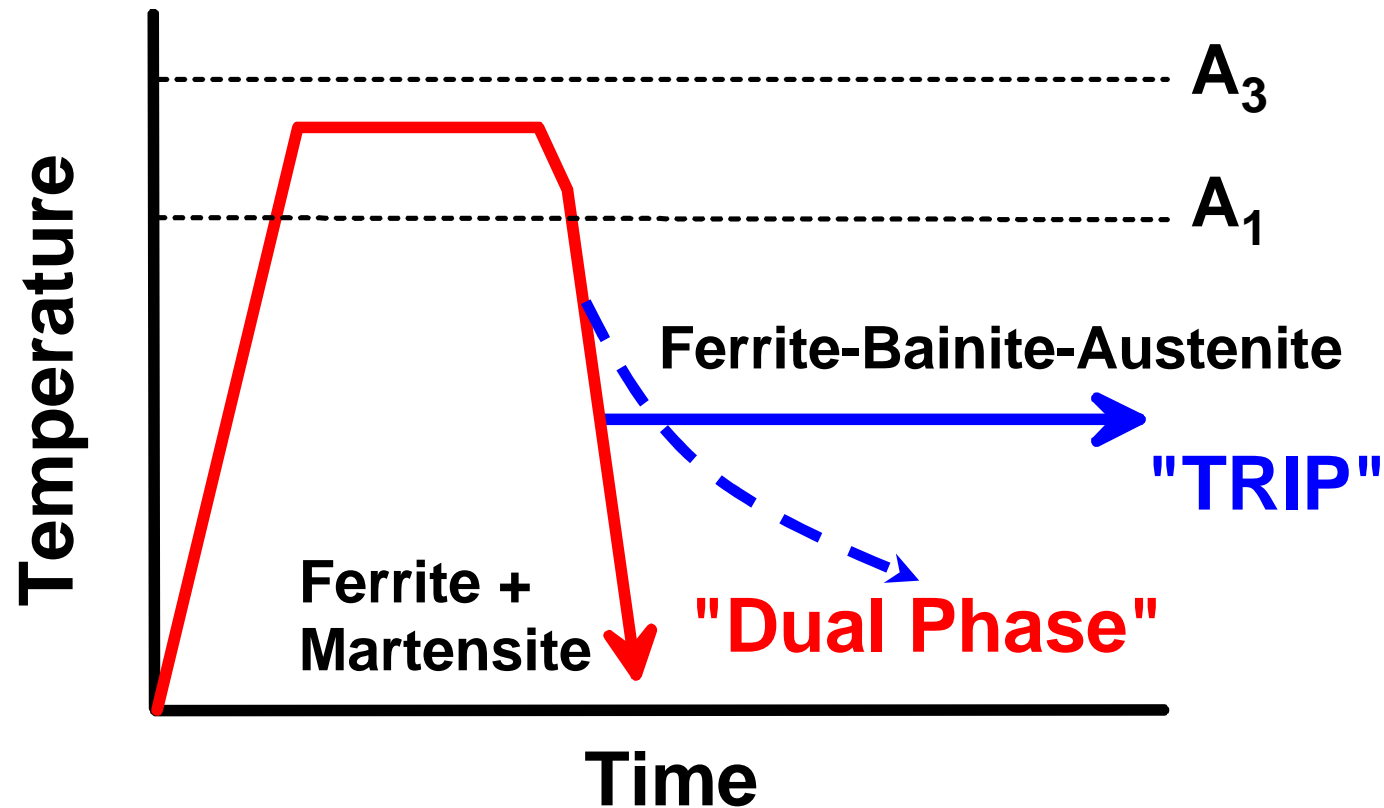 A₃
A₁
Temperature
Ferrite-Bainite-Austenite
"TRIP"
Ferrite +
Martensite
"Dual Phase"
Time